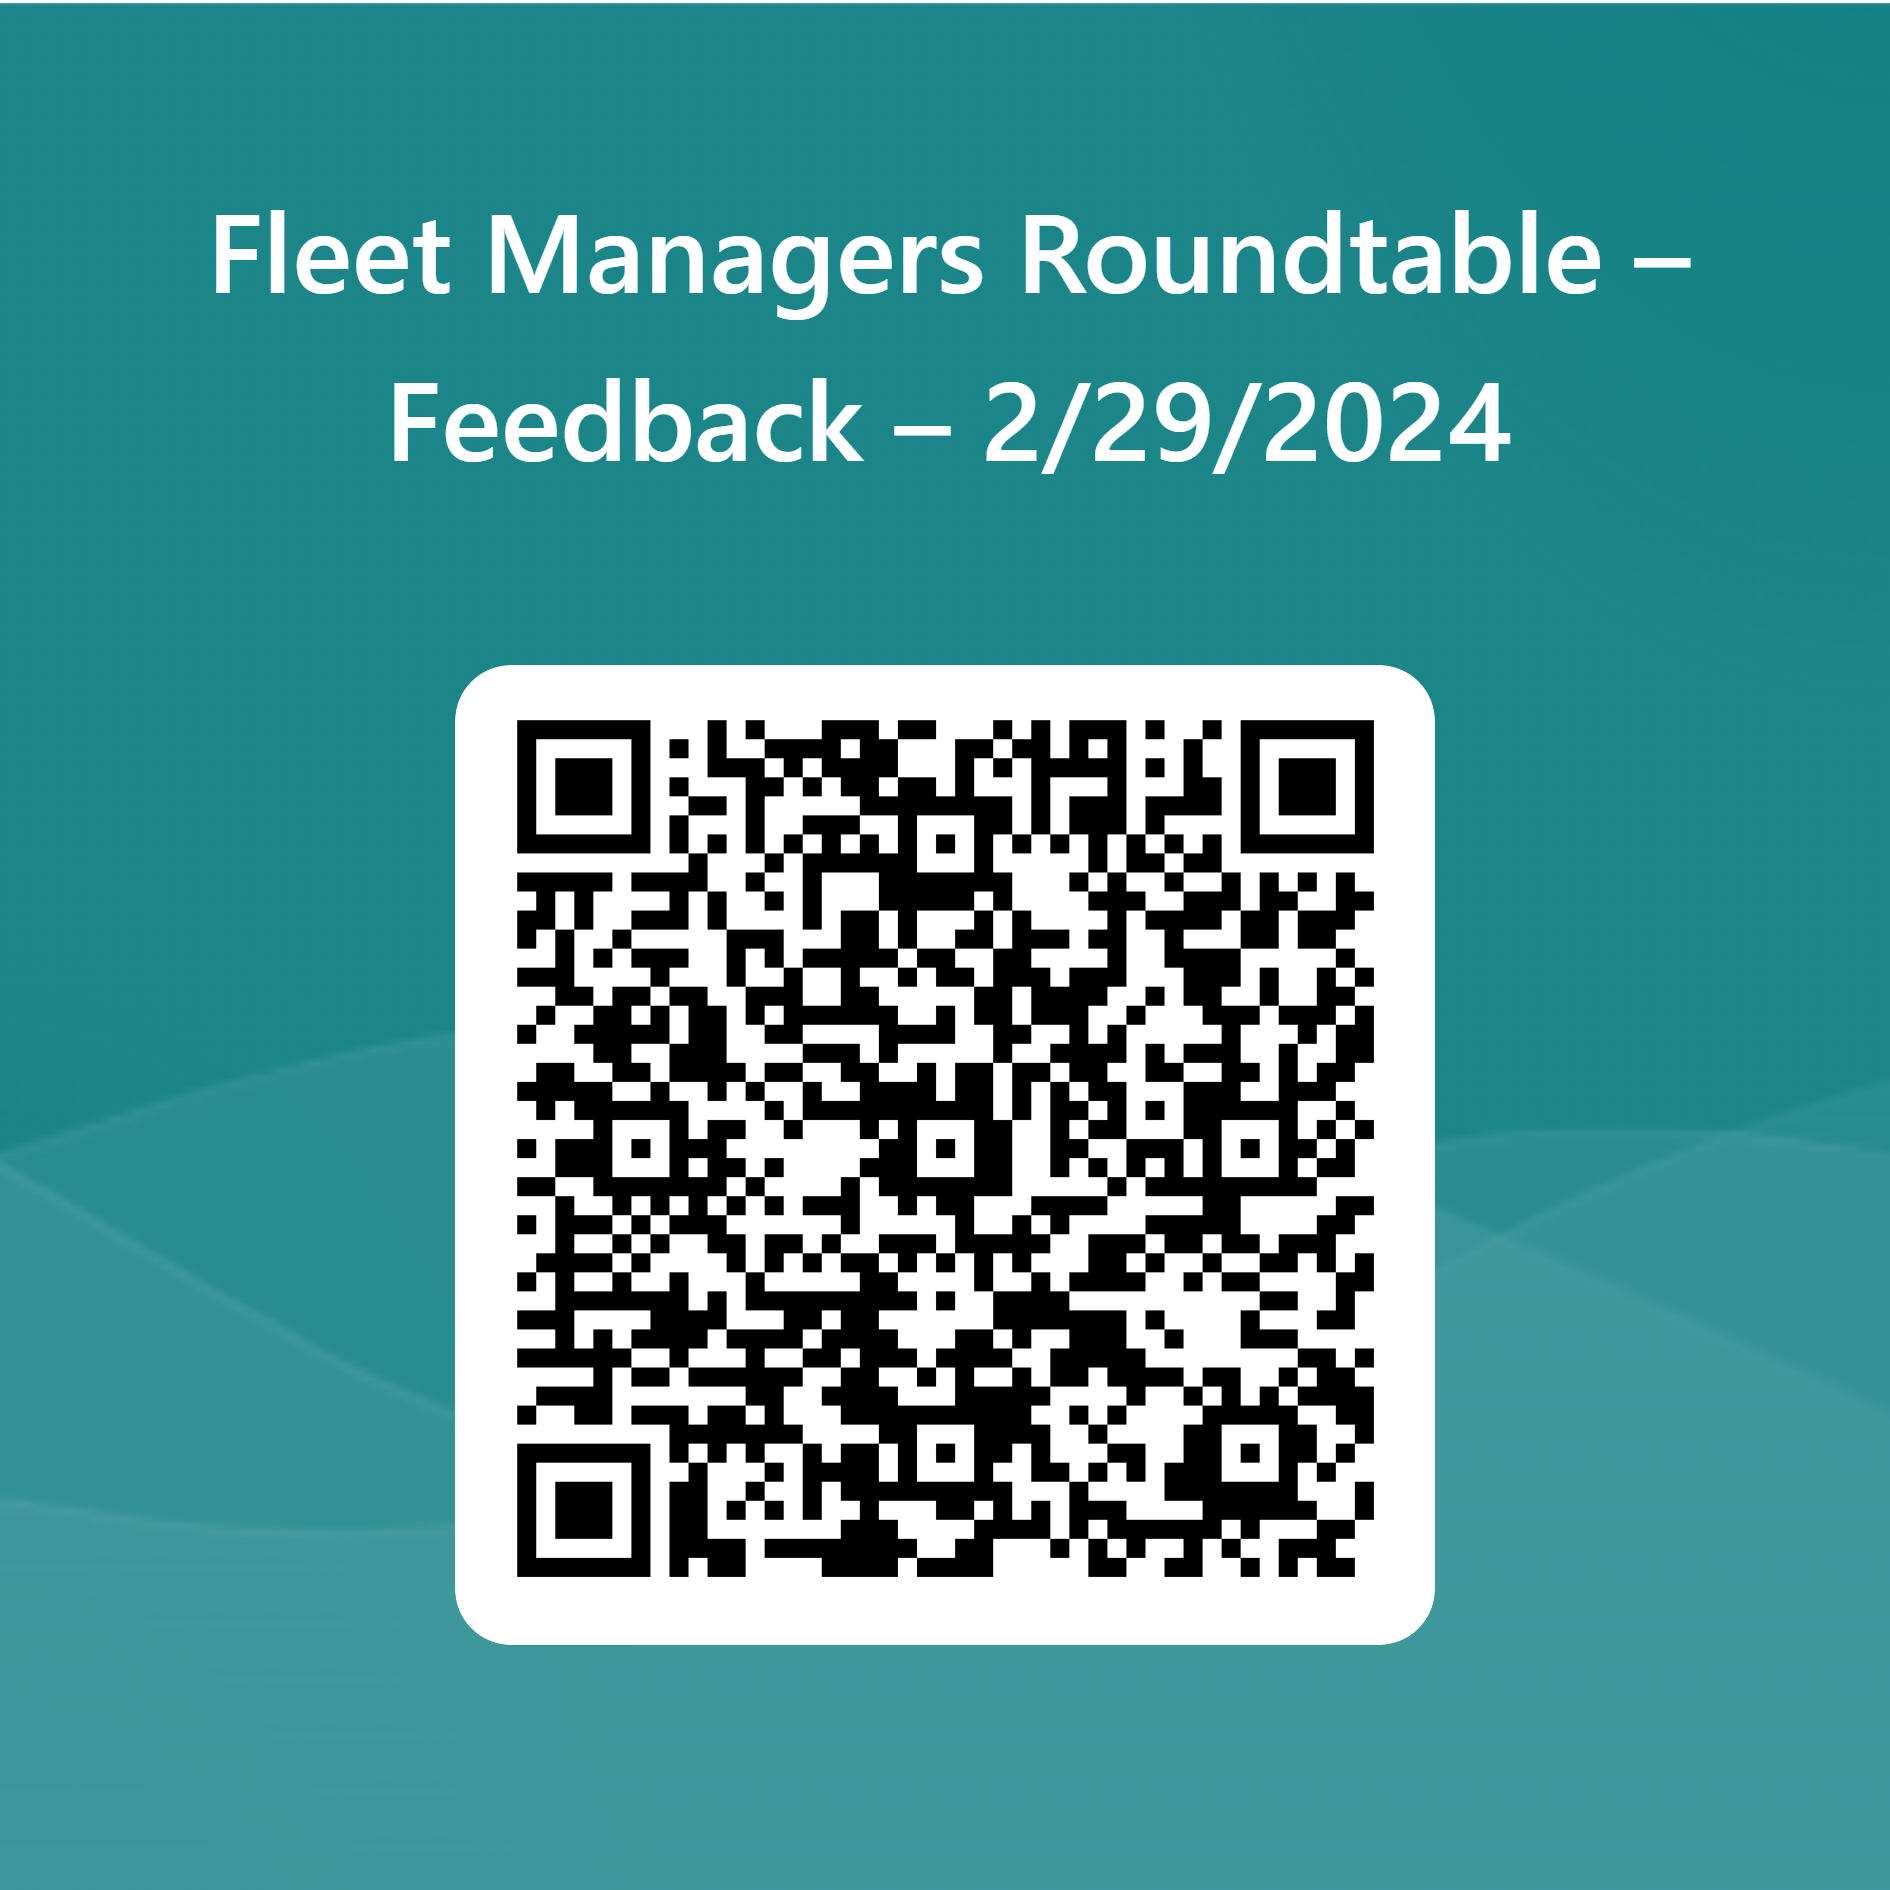 Fleet Managers Roundtable –
Feedback – 2/29/2024